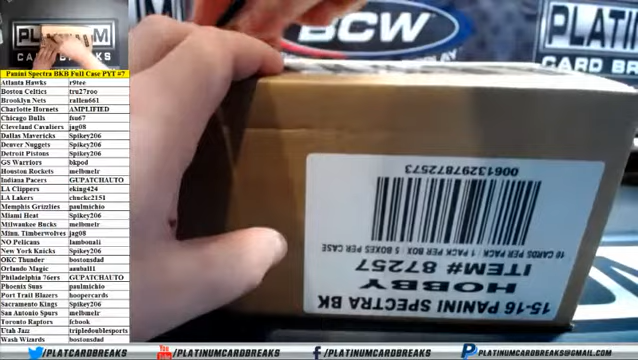 PLATINUM
CARD BREAKS
BCW
PLATINUM
CARD BREAKS
Panini Spectra BKB Full Case PYT #7
Atlanta Hawks r9tee
Boston Celtics tru27roo
Brooklyn Nets rallen661
Charlotte Hornets AMPLIFIED
Chicago Bulls fsu67
Cleveland Cavaliers jag08
Dallas Mavericks Spikey206
Denver Nuggets Spikey206
Detroit Pistons Spikey206
GS Warriors bkpod
Houston Rockets melbmelr
Indiana Pacers GUPATCHAUTO
LA Clippers eking424
LA Lakers chuckc2151
Memphis Grizzlies paulmichio
Miami Heat Spikey206
Milwaukee Bucks melbmelr
Minn. Timberwolves jag08
NO Pelicans lambonali
New York Knicks Spikey206
OKC Thunder bostonsdad
Orlando Magic
Philadelphia 76ers GUPATCHAUTO
Phoenix Suns paulmichio
Port Trail Blazers hoopercards
Sacramento Kings Spikey206
San Antonio Spurs melbmelr
Toronto Raptors fcbook
Utah Jazz tripledoublesports
Wash Wizards bostonsdad
15-16 PANINI SPECTRA BK
HOBBY
ITEM# 87257
10 CARDS PER PACK / 1 PACK PER BOX / 5 BOXES PER CASE
00613297872573
/PLATCARDBREAKS
/PLATINUMCARDBREAKS
/PLATINUMCARDBREAKS
PLATINUMCARDBREAKS@GMAIL.COM